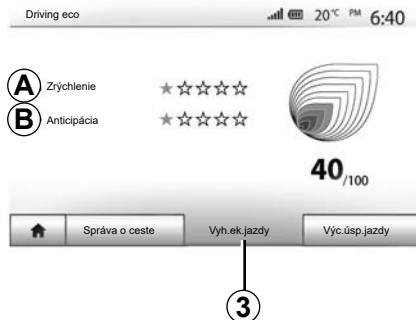 Driving eco 20°C PM 6:40
A Zrýchlenie
B Anticipácia
40/100
Správa o ceste Vyh.ek.jazdy Výc.úsp.jazdy
3